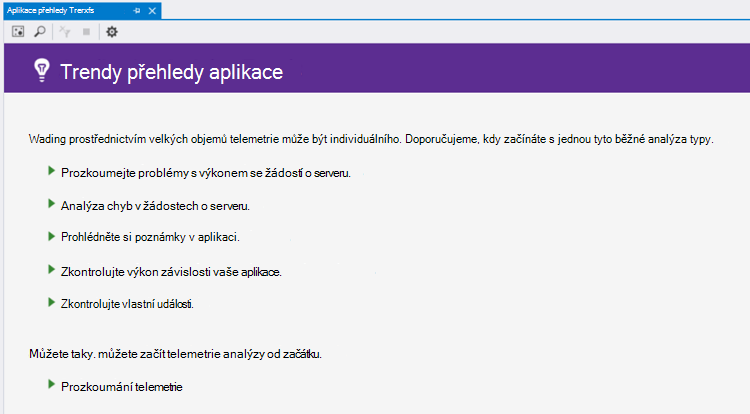 Aplikace přehledy Trerxfs
Trendy přehledy aplikace
Wading prostřednictvím velkých objemů telemetrie může být individuálního. Doporučujeme, kdy začínáte s jednou tyto běžné analýza typy.
Prozkoumejte problémy s výkonem se žádostí o serveru.
Analýza chyb v žádostech o serveru.
Prohlédněte si poznámky v aplikaci.
Zkontrolujte výkon závislosti vaše aplikace.
Zkontrolujte vlastní události.
Můžete taky. můžete začít telemetrie analýzy od začátku.
Prozkoumání telemetrie